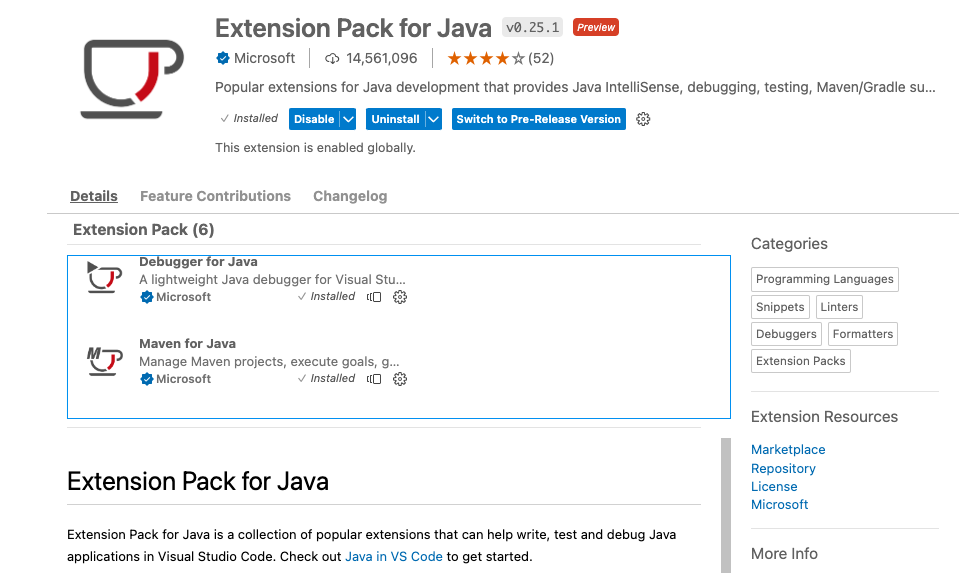 Extension Pack for Java v0.25.1 Preview
Microsoft 14,561,096 (52)
Popular extensions for Java development that provides Java IntelliSense, debugging, testing, Maven/Gradle su...
Installed Disable Uninstall Switch to Pre-Release Version
This extension is enabled globally.
Details Feature Contributions Changelog
Extension Pack (6)
Debugger for Java
A lightweight Java debugger for Visual Stu...
Microsoft Installed
Maven for Java
Manage Maven projects, execute goals, g...
Microsoft Installed
Extension Pack for Java
Extension Pack for Java is a collection of popular extensions that can help write, test and debug Java
applications in Visual Studio Code. Check out Java in VS Code to get started.
Categories
Programming Languages
Snippets Linters
Debuggers Formatters
Extension Packs
Extension Resources
Marketplace
Repository
License
Microsoft
More Info